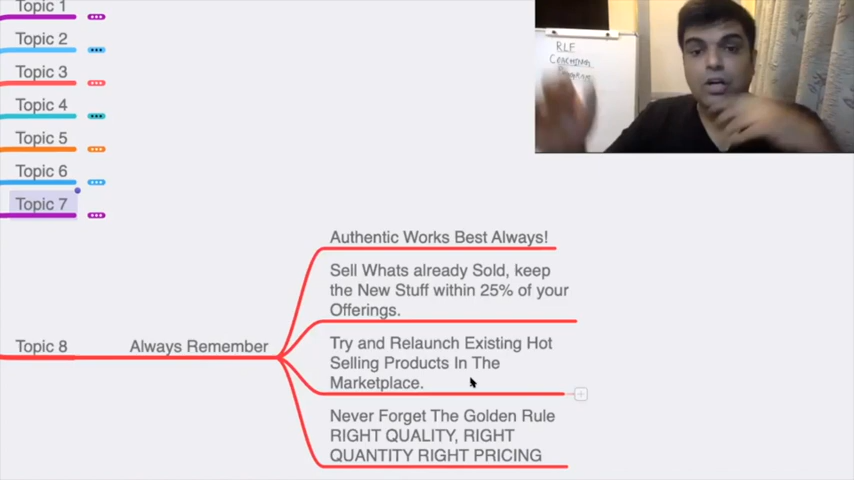 Topic 1
Topic 2
Topic 3
Topic 4
Topic 5
Topic 6
Topic 7
RLF
Topic 8
Always Remember
Authentic Works Best Always!
Sell Whats already Sold, keep
the New Stuff within 25% of your
Offerings.
Try and Relaunch Existing Hot
Selling Products In The
Marketplace.
Never Forget The Golden Rule
RIGHT QUALITY, RIGHT
QUANTITY RIGHT PRICING